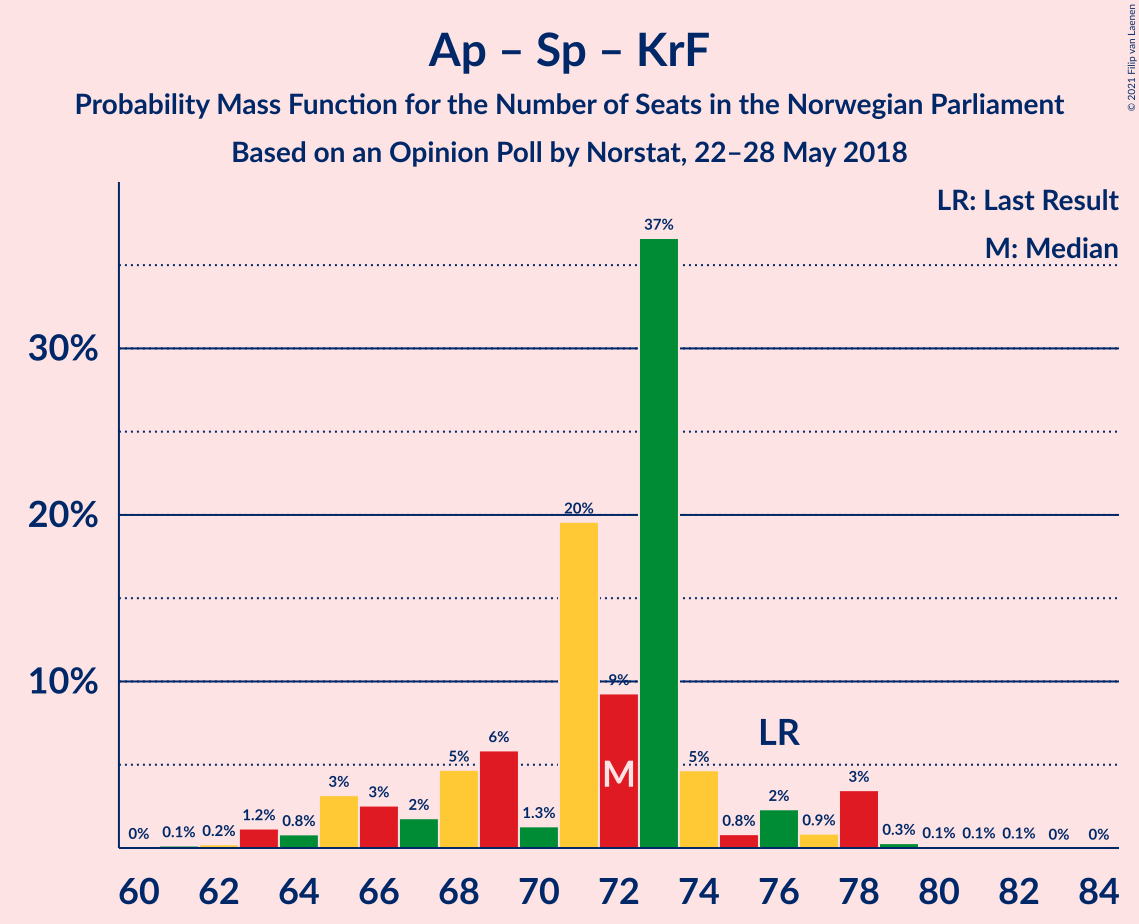 Ap – Sp – KrF
Probability Mass Function for the Number of Seats in the Norwegian Parliament
Based on an Opinion Poll by Norstat, 22–28 May 2018
© 2021 Filip van Laenen
LR: Last Result
M: Median
30%
20%
10%
0% 0.1% 0.2% 1.2% 0.8% 3% 3% 2% 5% 6% 1.3% 20% 9% 37% 5% 0.8% 2% 0.9% 3% 0.3% 0.1% 0.1% 0.1% 0% 0%
LR
M
60 62 64 66 68 70 72 74 76 78 80 82 84